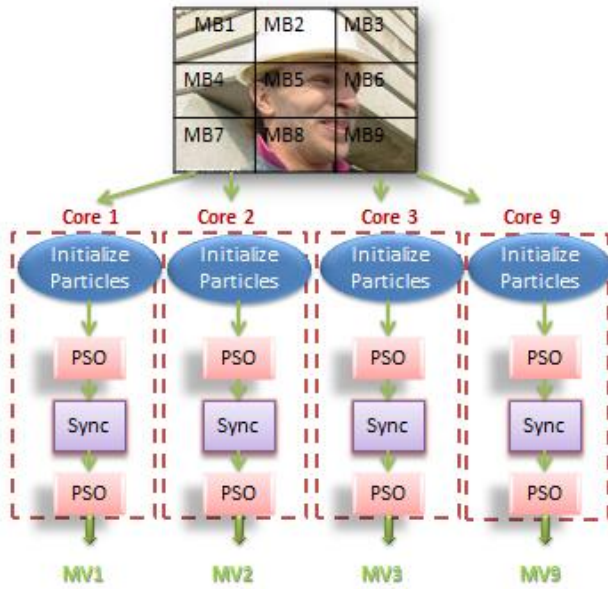 MB1 MB2 MB3
MB4 MB5 MB6
MB7 MB8 MB9
Core 1 Core 2 Core 3 Core 9
Initialize Initialize Initialize Initialize
Particles Particles Particles Particles
PSO PSO PSO PSO
Sync Sync Sync Sync
PSO PSO PSO PSO
MV1 MV2 MV3 MV9